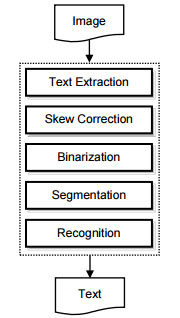 Image
Text Extraction
Skew Correction
Binarization
Segmentation
Recognition
Text